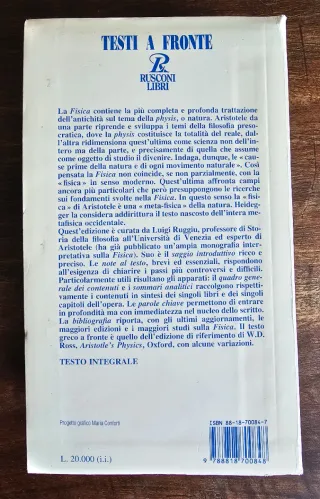 TESTI A FRONTE
RUSCONI
LIBRI
La Fisica contiene la più completa e profonda trattazione
dell'antichità sul tema della physis, o natura. Aristotele da
una parte riprende e sviluppa i temi della filosofia preso-
cratica, dove la physis costituisce la totalità del reale, dal-
l'altra ridimensiona quest'ultima come scienza non dell'in-
tero ma della parte, e precisamente di quella che assume
come oggetto di studio il divenire. Indaga, dunque, le «cau-
se prime della natura e di ogni movimento naturale». Così
pensata la Fisica non coincide, se non parzialmente, con la
«fisica» in senso moderno. Quest'ultima affronta campi
ancora più particolari che però presuppongono le ricerche
sui fondamenti svolte nella Fisica. In questo senso la «fisi-
ca» di Aristotele è una «meta-fisica» della natura. Heideg-
ger la considera addirittura il testo nascosto dell'intera me-
tafisica occidentale.
Quest'edizione è curata da Luigi Ruggiu, professore di Sto-
ria della filosofia all'Università di Venezia ed esperto di
Aristotele (ha già pubblicato un'ampia monografia inter-
pretativa sulla Fisica). Suo è il saggio introduttivo ricco e
preciso. Le note al testo, brevi ed essenziali, rispondono
all'esigenza di chiarire i passi più controversi e difficili.
Particolarmente utili risultano gli apparati: il quadro gene-
rale dei contenuti e i sommari analitici raccolgono rispetti-
vamente i contenuti in sintesi dei singoli libri e dei singoli
capitoli dell'opera. Le parole chiave permettono di entrare
in profondità ma con immediatezza nel nucleo dello scritto.
La bibliografia riporta, con gli ultimi aggiornamenti, le
maggiori edizioni e i maggiori studi sulla Fisica. Il testo
greco a fronte è quello dell'edizione di riferimento di W.D.
Ross, Aristotle's Physics, Oxford, con alcune variazioni.
TESTO INTEGRALE
Progetto grafico Maria Conforti
L. 20.000 (i.i.)
ISBN 88-18-70084-7
9 788818 700848